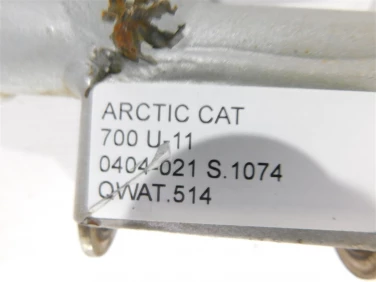 ARCTIC CAT
700 U-11
0404-021 S.1074
QWAT.514